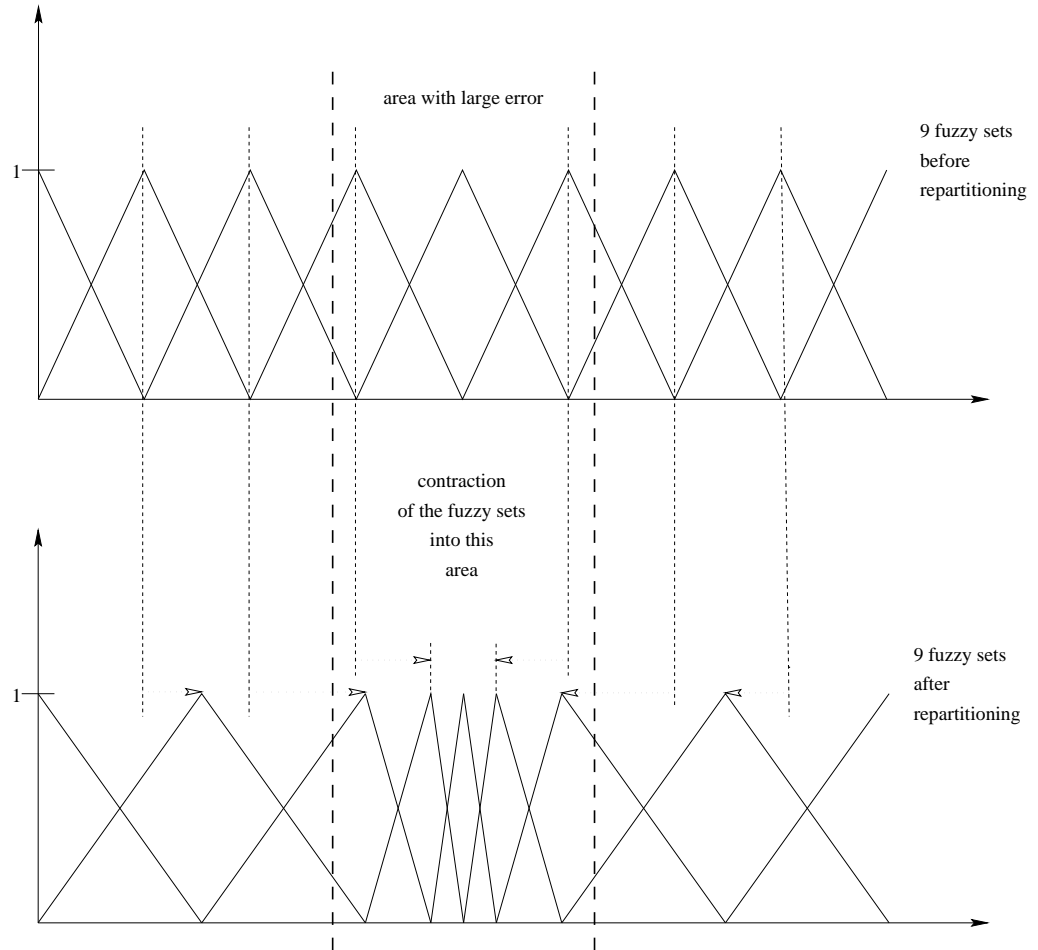 area with large error
9 fuzzy sets
before
repartitioning
1
contraction
of the fuzzy sets
into this
area
9 fuzzy sets
after
repartitioning
1